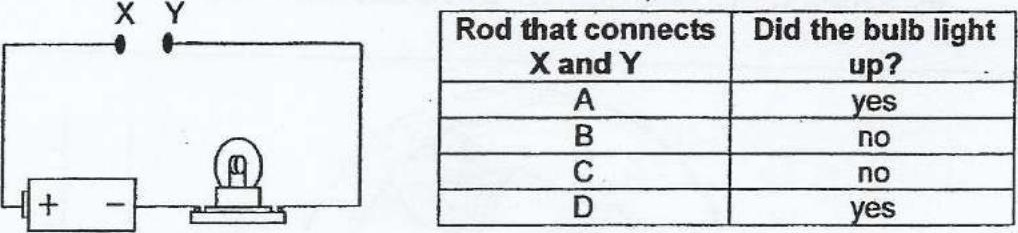 X Y
+ -
Rod that connects X and Y Did the bulb light up?
A yes
B no
C no
D yes